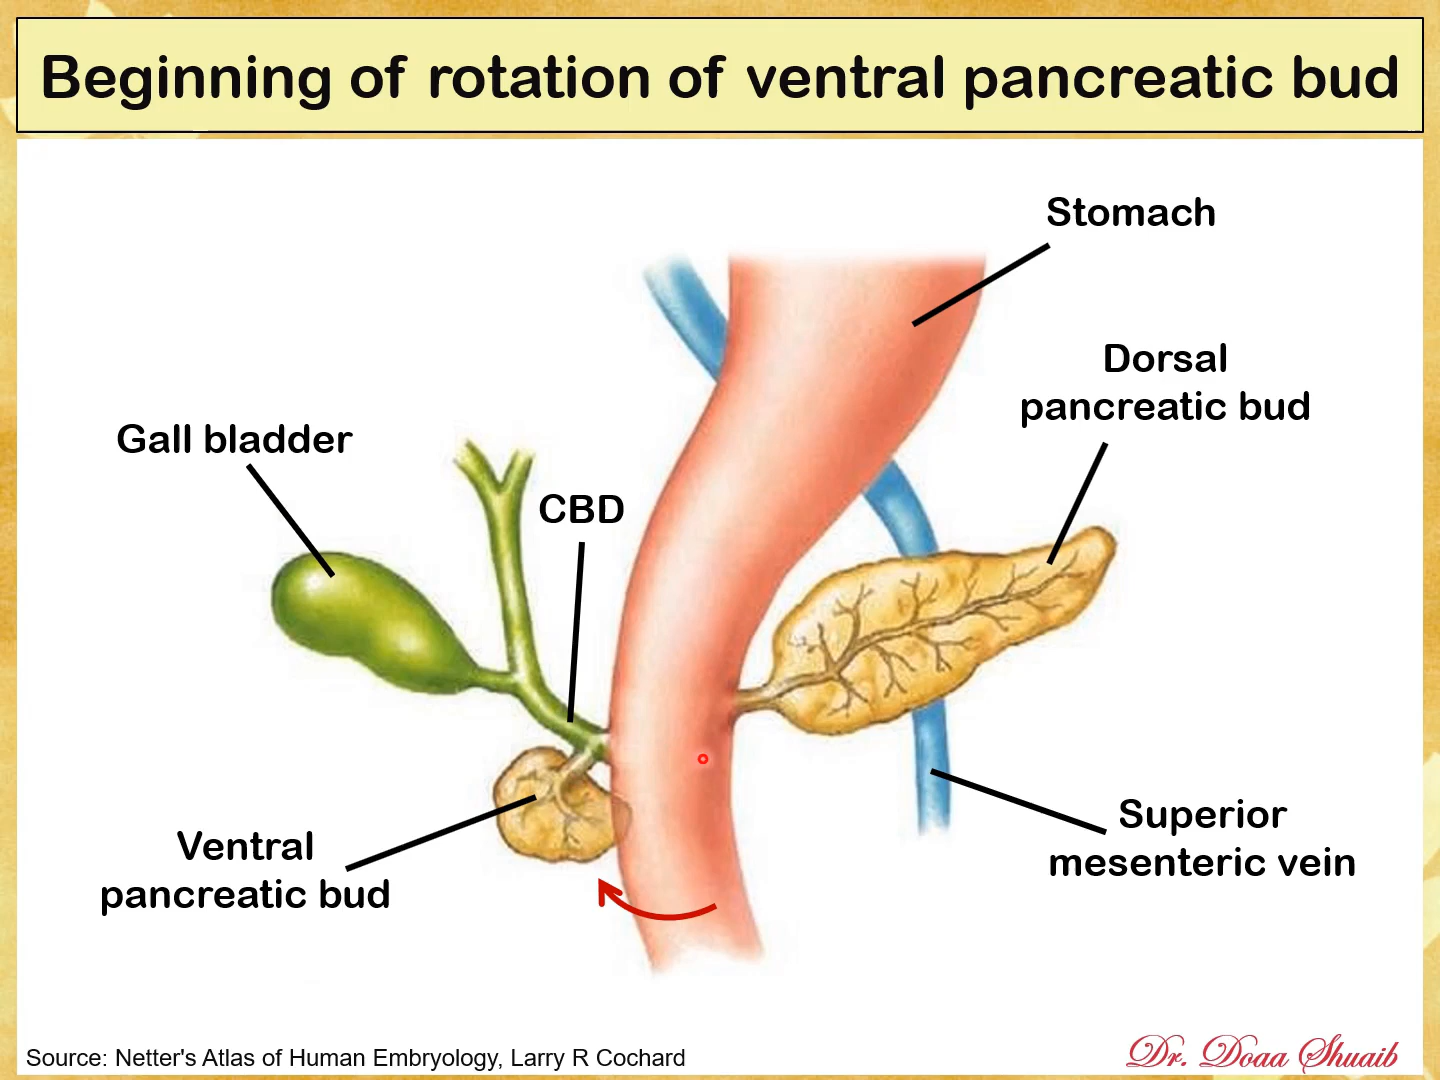 Beginning of rotation of ventral pancreatic bud
Stomach
Dorsal
pancreatic bud
Gall bladder
CBD
Superior
mesenteric vein
Ventral
pancreatic bud
Source: Netter's Atlas of Human Embryology, Larry R Cochard
Dr. Doaa Shuaib